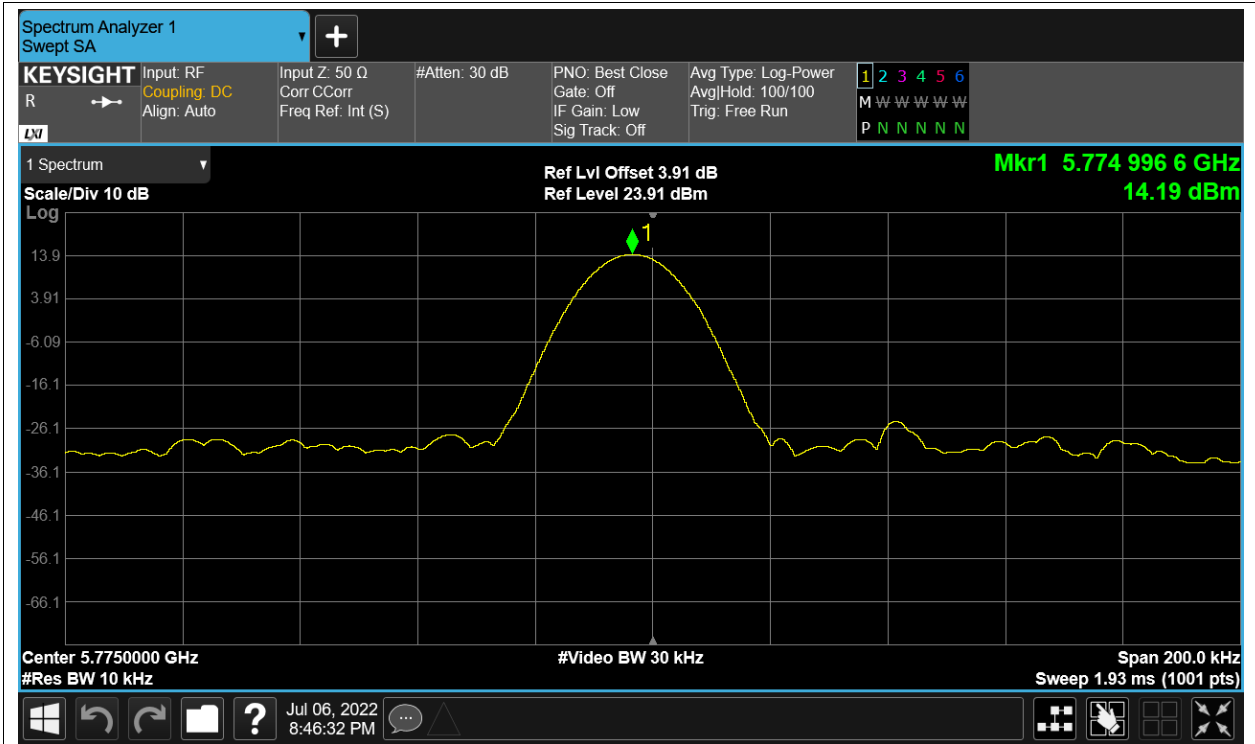 Spectrum Analyzer 1
Swept SA
+
KEYSIGHT
R
LXI
Input: RF
Coupling: DC
Align: Auto
Input Z: 50 Ω
Corr CCorr
Freq Ref: Int (S)
#Atten: 30 dB
PNO: Best Close
Gate: Off
IF Gain: Low
Sig Track: Off
Avg Type: Log-Power
Avg|Hold: 100/100
Trig: Free Run
1 2 3 4 5 6
M W W W W W
P N N N N N
1 Spectrum
Scale/Div 10 dB
Log
Ref Lvl Offset 3.91 dB
Ref Level 23.91 dBm
Mkr1 5.774 996 6 GHz
14.19 dBm
1
13.9
3.91
-6.09
-16.1
-26.1
-36.1
-46.1
-56.1
-66.1
Center 5.7750000 GHz
#Res BW 10 kHz
#Video BW 30 kHz
Span 200.0 kHz
Sweep 1.93 ms (1001 pts)
?
Jul 06, 2022
8:46:32 PM